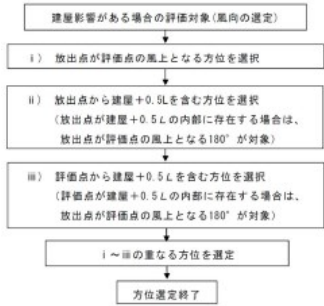 建屋影響がある場合の評価対象(風向の選定)
ⅰ) 放出点が評価点の風上となる方位を選択
ⅱ) 放出点から建屋+0.5Lを含む方位を選択
(放出点が建屋+0.5Lの内部に存在する場合は、
放出点が評価点の風上となる180°が対象)
ⅲ) 評価点から建屋+0.5Lを含む方位を選択
(評価点が建屋+0.5Lの内部に存在する場合は、
放出点が評価点の風上となる180°が対象)
ⅰ~ⅲの重なる方位を選定
方位選定終了